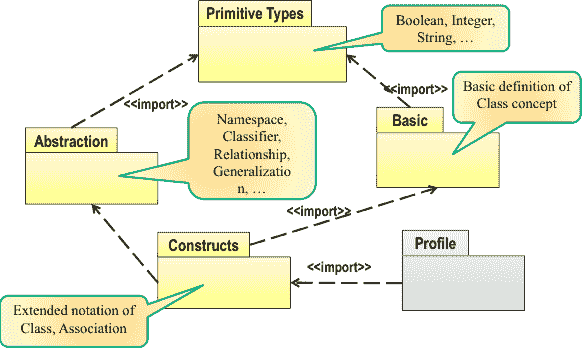 Primitive Types
Boolean, Integer,
String, …
<<import>>
<<import>>
Abstraction
Namespace,
Classifier,
Relationship,
Generalizatio
n, …
Basic
Basic definition of
Class concept
<<import>>
Constructs
Profile
<<import>>
Extended notation of
Class, Association